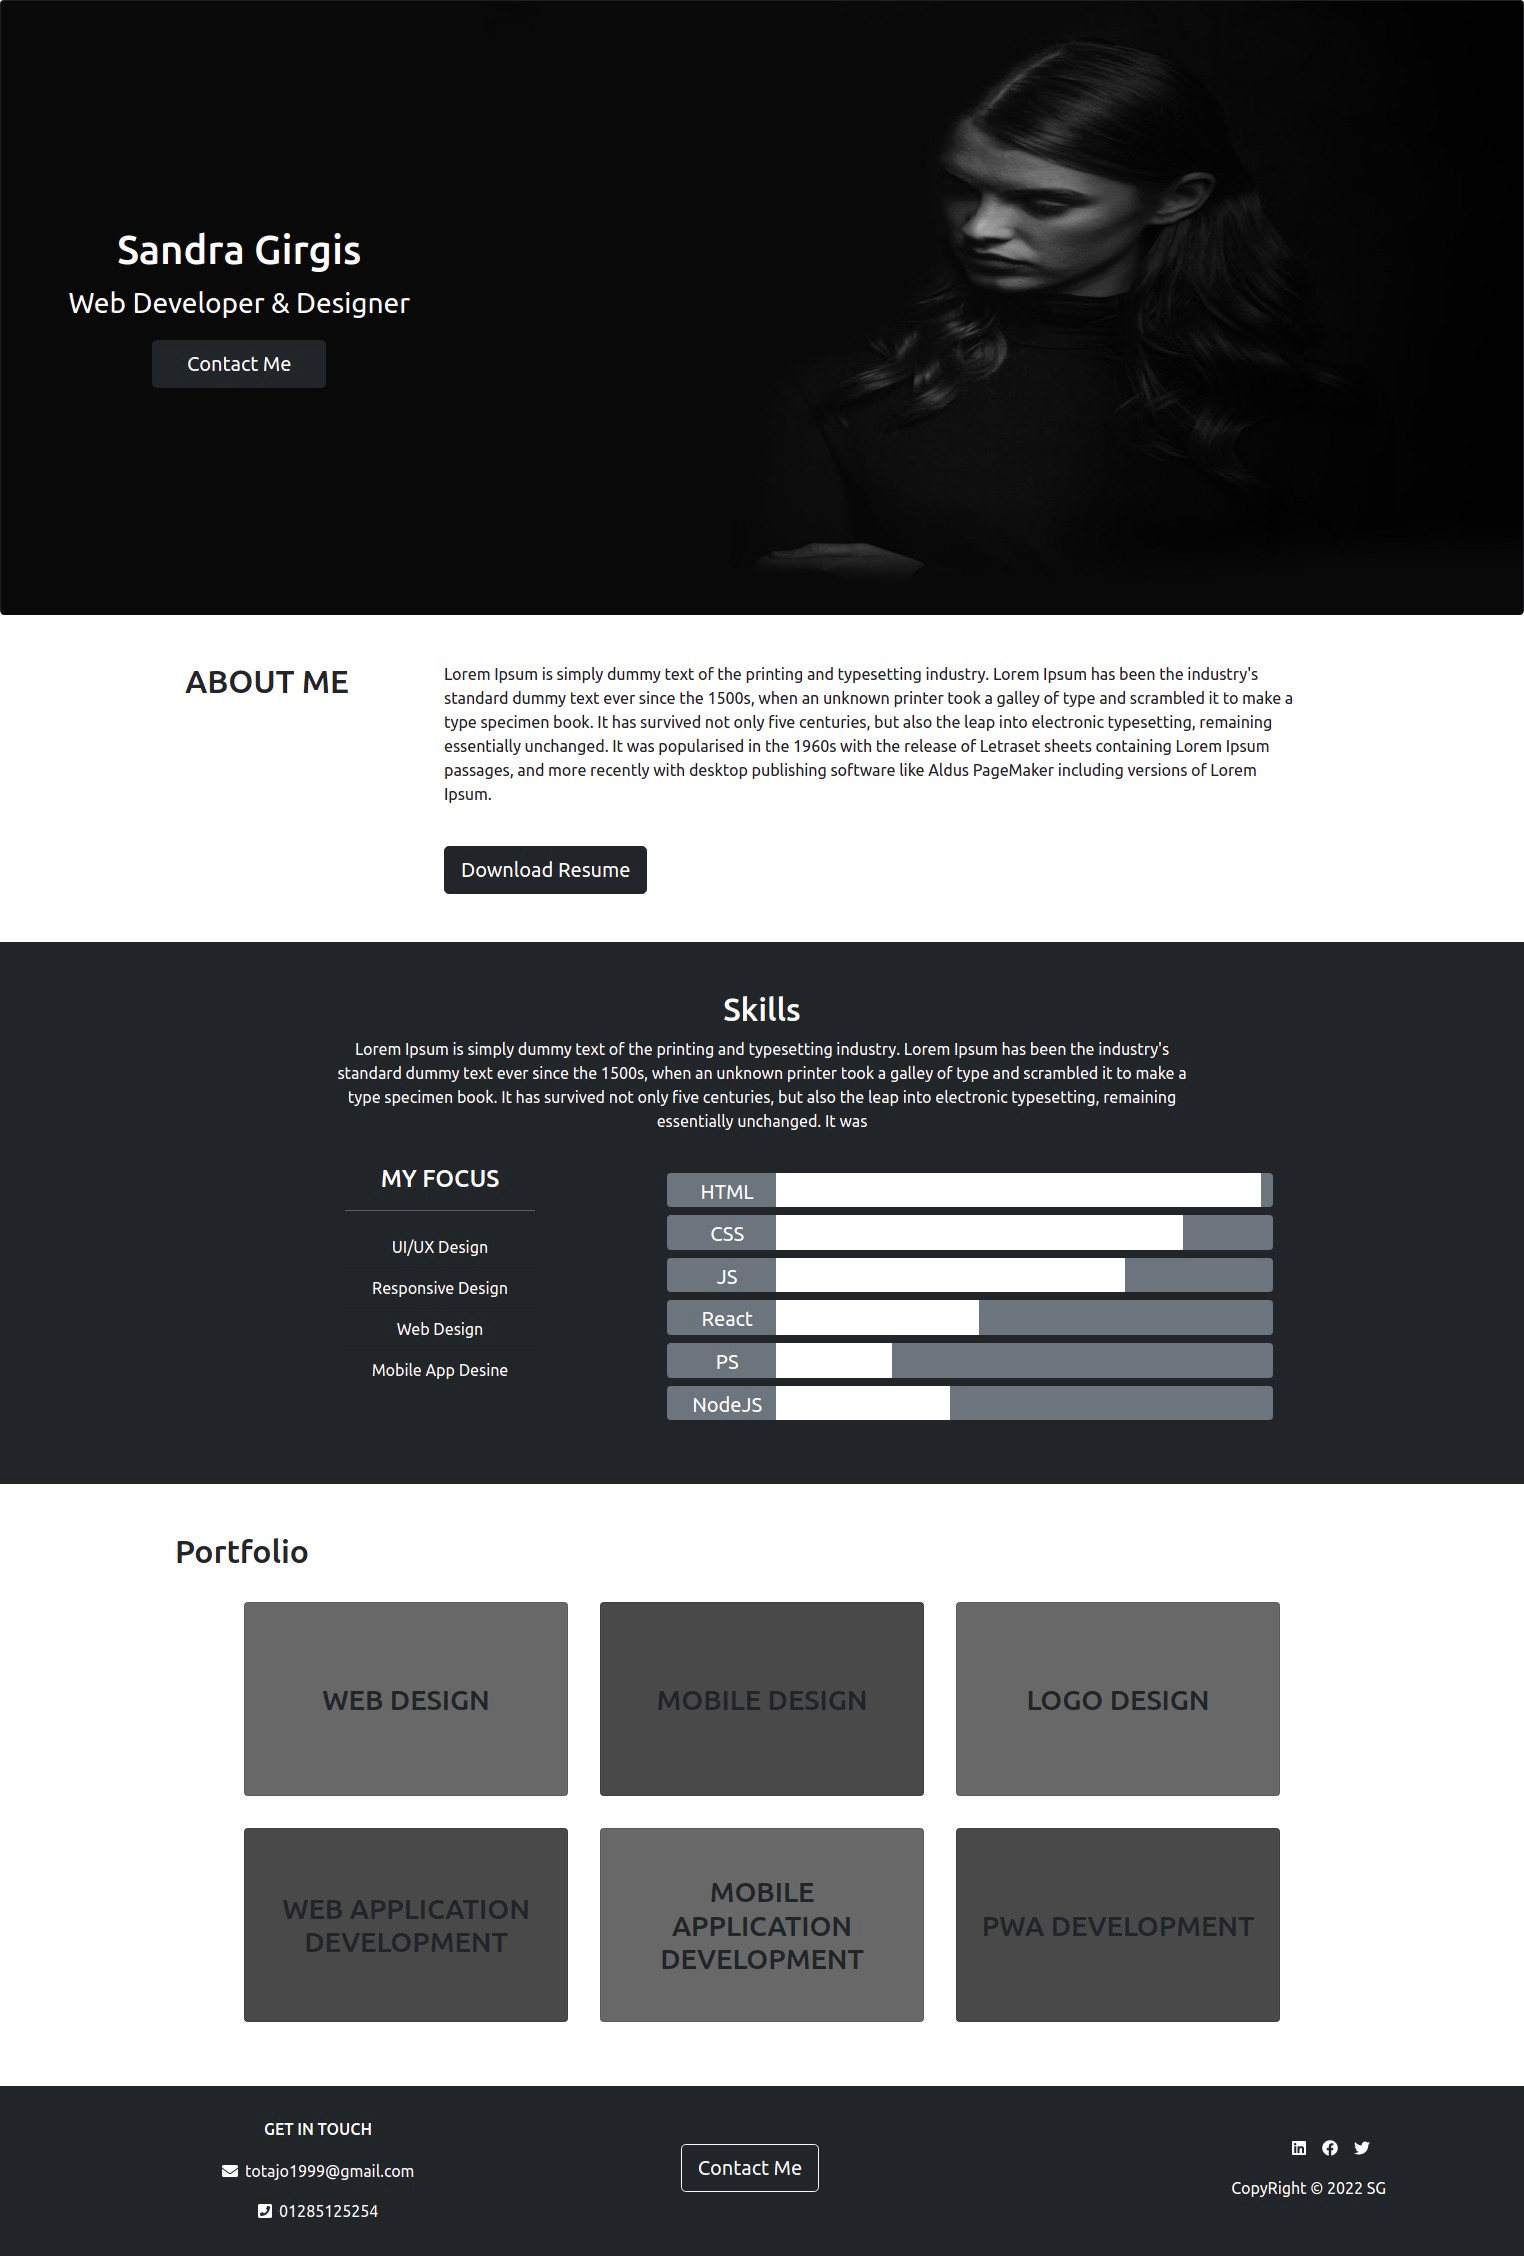 Sandra Girgis
Web Developer & Designer
Contact Me
ABOUT ME
Lorem Ipsum is simply dummy text of the printing and typesetting industry. Lorem Ipsum has been the industry's
standard dummy text ever since the 1500s, when an unknown printer took a galley of type and scrambled it to make a
type specimen book. It has survived not only five centuries, but also the leap into electronic typesetting, remaining
essentially unchanged. It was popularised in the 1960s with the release of Letraset sheets containing Lorem Ipsum
passages, and more recently with desktop publishing software like Aldus PageMaker including versions of Lorem
Ipsum.
Download Resume
Skills
Lorem Ipsum is simply dummy text of the printing and typesetting industry. Lorem Ipsum has been the industry's
standard dummy text ever since the 1500s, when an unknown printer took a galley of type and scrambled it to make a
type specimen book. It has survived not only five centuries, but also the leap into electronic typesetting, remaining
essentially unchanged. It was
MY FOCUS
UI/UX Design
Responsive Design
Web Design
Mobile App Desine
HTML
CSS
JS
React
PS
NodeJS
Portfolio
WEB DESIGN
MOBILE DESIGN
LOGO DESIGN
WEB APPLICATION
DEVELOPMENT
MOBILE
APPLICATION
DEVELOPMENT
PWA DEVELOPMENT
GET IN TOUCH
totajo1999@gmail.com
01285125254
Contact Me
CopyRight © 2022 SG